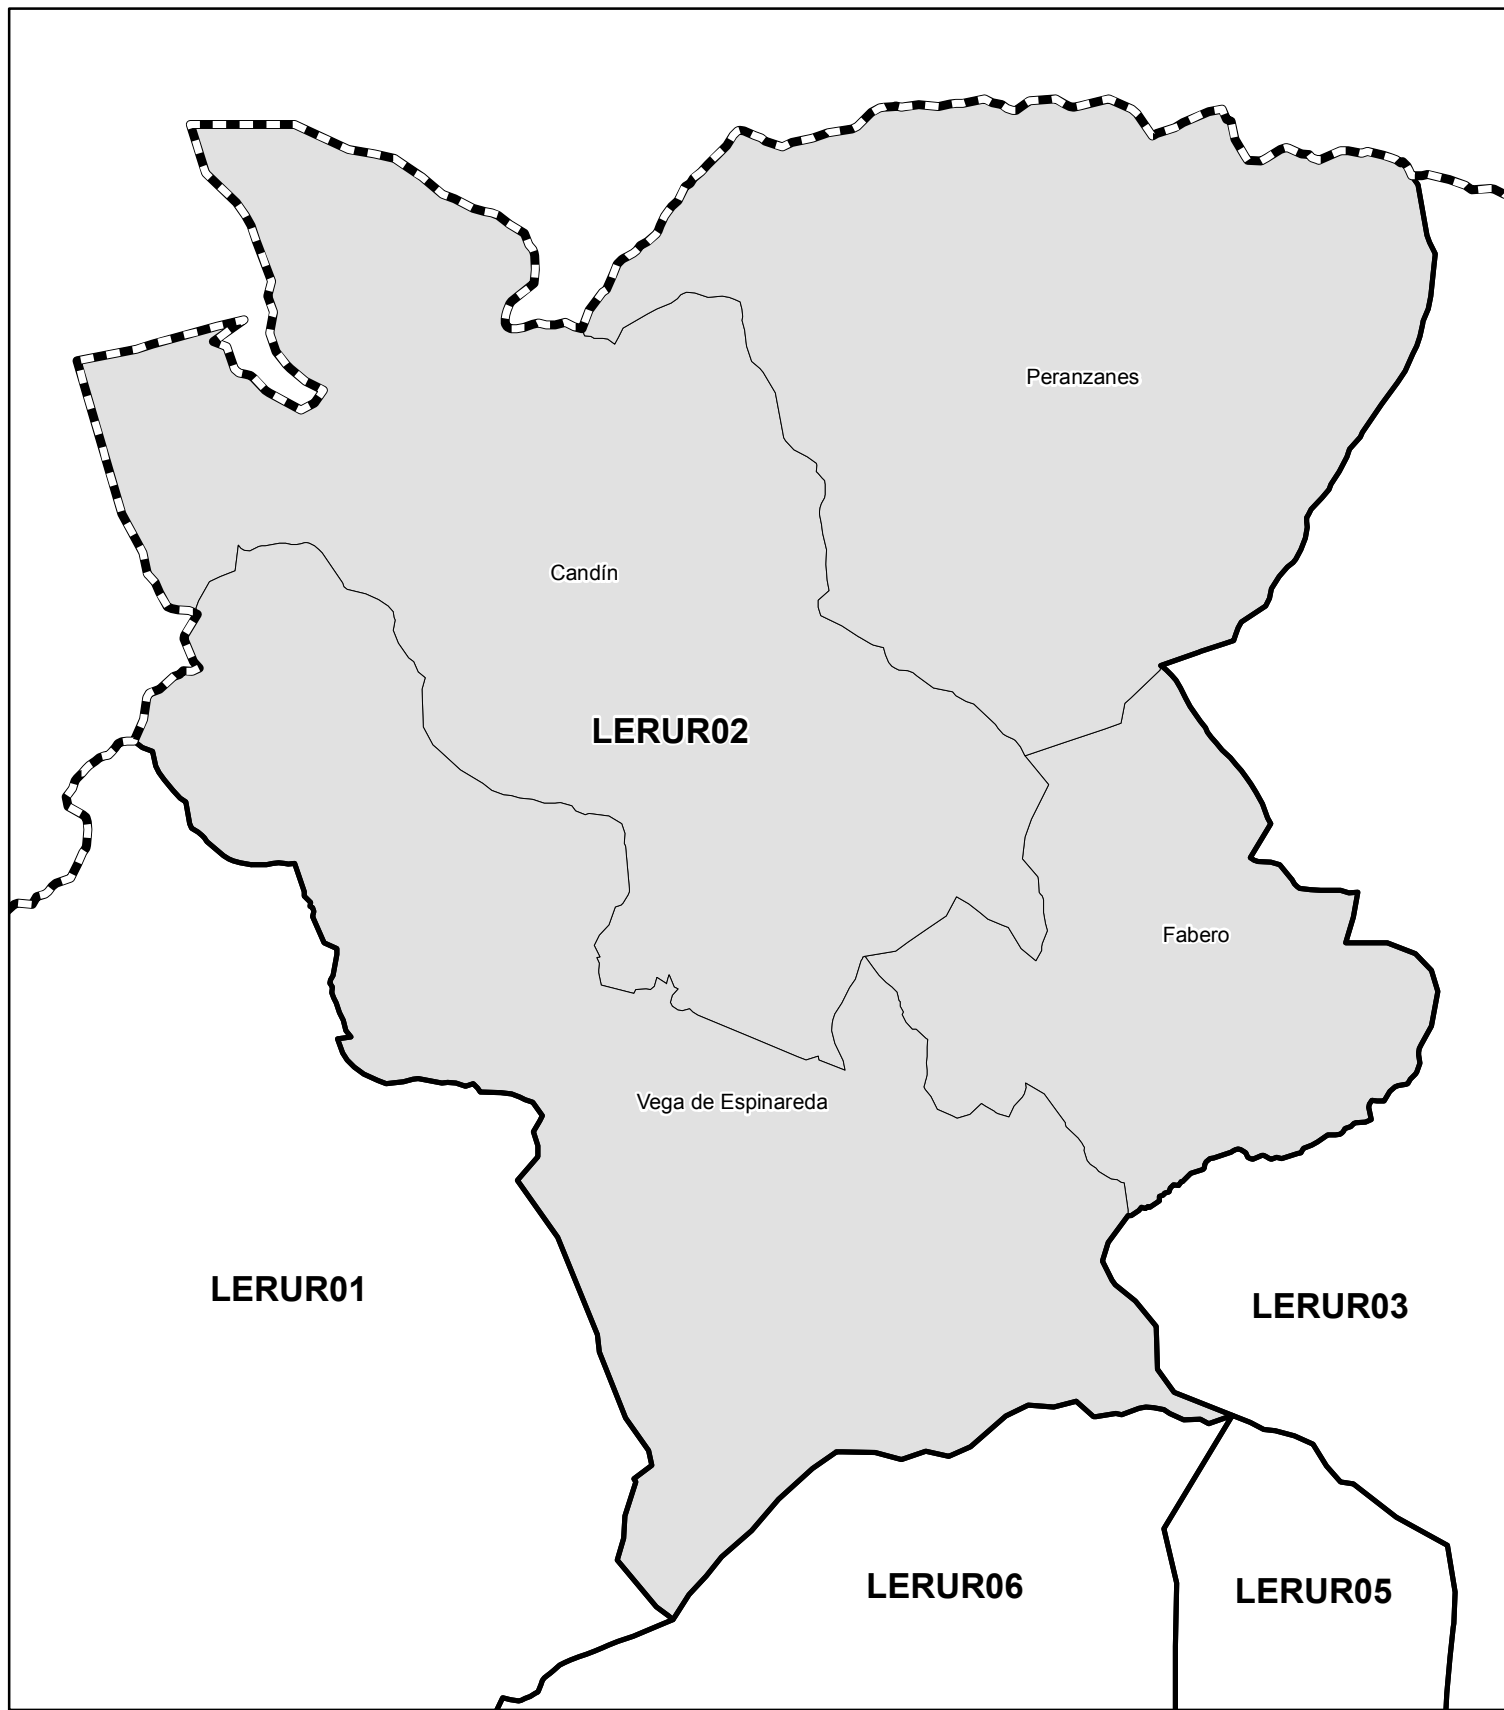 Peranzanes
Candín
LERUR02
Fabero
Vega de Espinareda
LERUR01
LERUR03
LERUR06
LERUR05